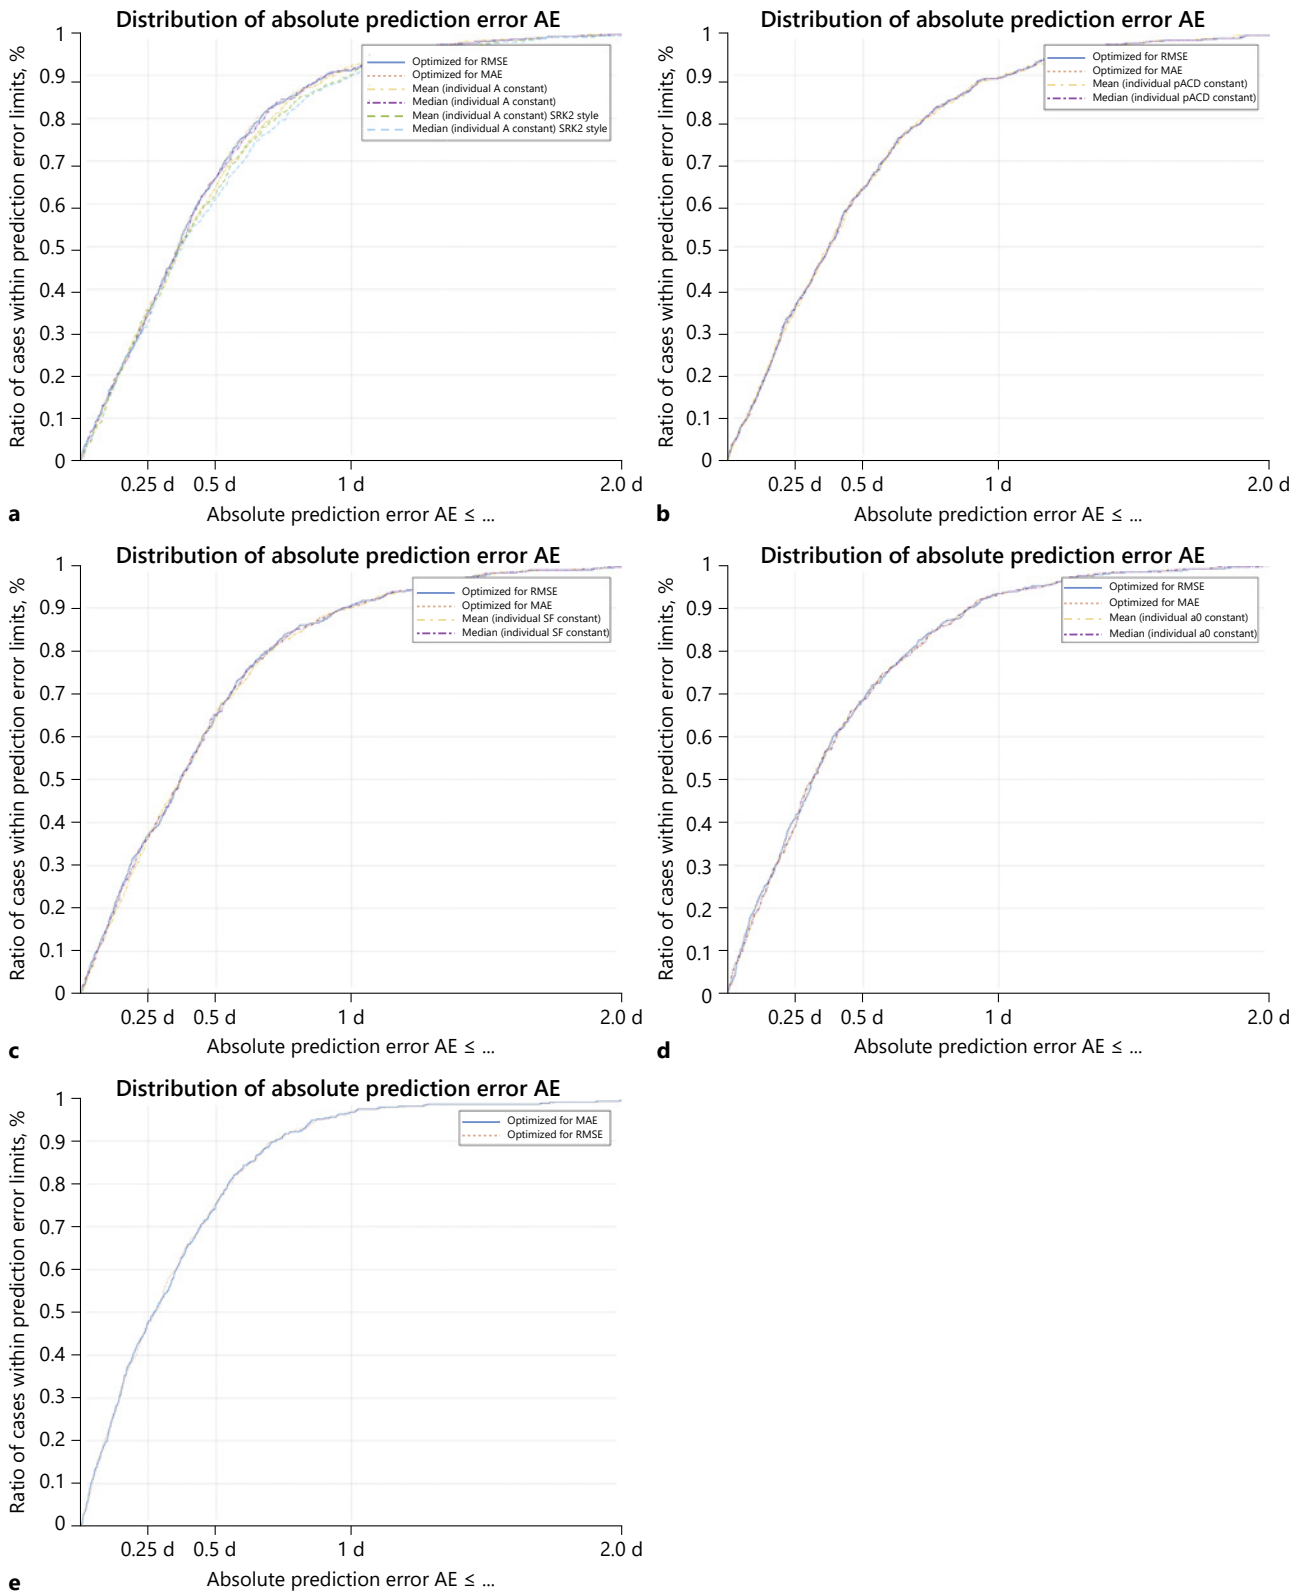 Distribution of absolute prediction error AE
Ratio of cases within prediction error limits, %
1
0.9
0.8
0.7
0.6
0.5
0.4
0.3
0.2
0.1
0
Optimized for RMSE
Optimized for MAE
Mean (individual A constant)
Median (individual A constant)
Mean (individual A constant) SRK2 style
Median (individual A constant) SRK2 style
0.25 d 0.5 d 1 d 2.0 d
Absolute prediction error AE ≤ ...
a
Distribution of absolute prediction error AE
Ratio of cases within prediction error limits, %
1
0.9
0.8
0.7
0.6
0.5
0.4
0.3
0.2
0.1
0
Optimized for RMSE
Optimized for MAE
Mean (individual pACD constant)
Median (individual pACD constant)
0.25 d 0.5 d 1 d 2.0 d
Absolute prediction error AE ≤ ...
b
Distribution of absolute prediction error AE
Ratio of cases within prediction error limits, %
1
0.9
0.8
0.7
0.6
0.5
0.4
0.3
0.2
0.1
0
Optimized for RMSE
Optimized for MAE
Mean (individual SF constant)
Median (individual SF constant)
0.25 d 0.5 d 1 d 2.0 d
Absolute prediction error AE ≤ ...
c
Distribution of absolute prediction error AE
Ratio of cases within prediction error limits, %
1
0.9
0.8
0.7
0.6
0.5
0.4
0.3
0.2
0.1
0
Optimized for RMSE
Optimized for MAE
Mean (individual a0 constant)
Median (individual a0 constant)
0.25 d 0.5 d 1 d 2.0 d
Absolute prediction error AE ≤ ...
d
Distribution of absolute prediction error AE
Ratio of cases within prediction error limits, %
1
0.9
0.8
0.7
0.6
0.5
0.4
0.3
0.2
0.1
0
Optimized for MAE
Optimized for RMSE
0.25 d 0.5 d 1 d 2.0 d
Absolute prediction error AE ≤ ...
e